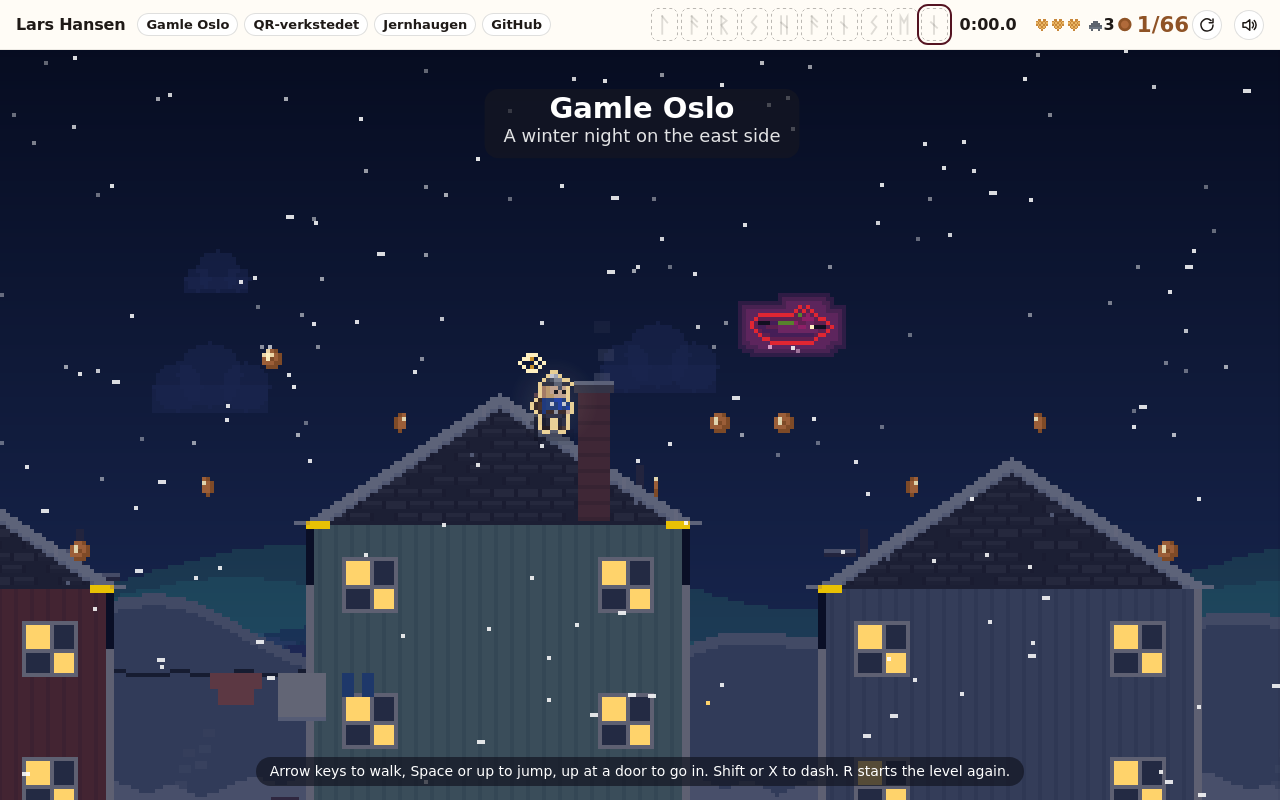 Lars Hansen
Gamle Oslo
QR-verkstedet
Jernhaugen
GitHub
ᛚ ᚨ ᚱ ᛊ ᚺ ᚨ ᚾ ᛊ ᛖ ᚾ
0:00.0
3
1/66
Gamle Oslo
A winter night on the east side
Arrow keys to walk, Space or up to jump, up at a door to go in. Shift or X to dash. R starts the level again.